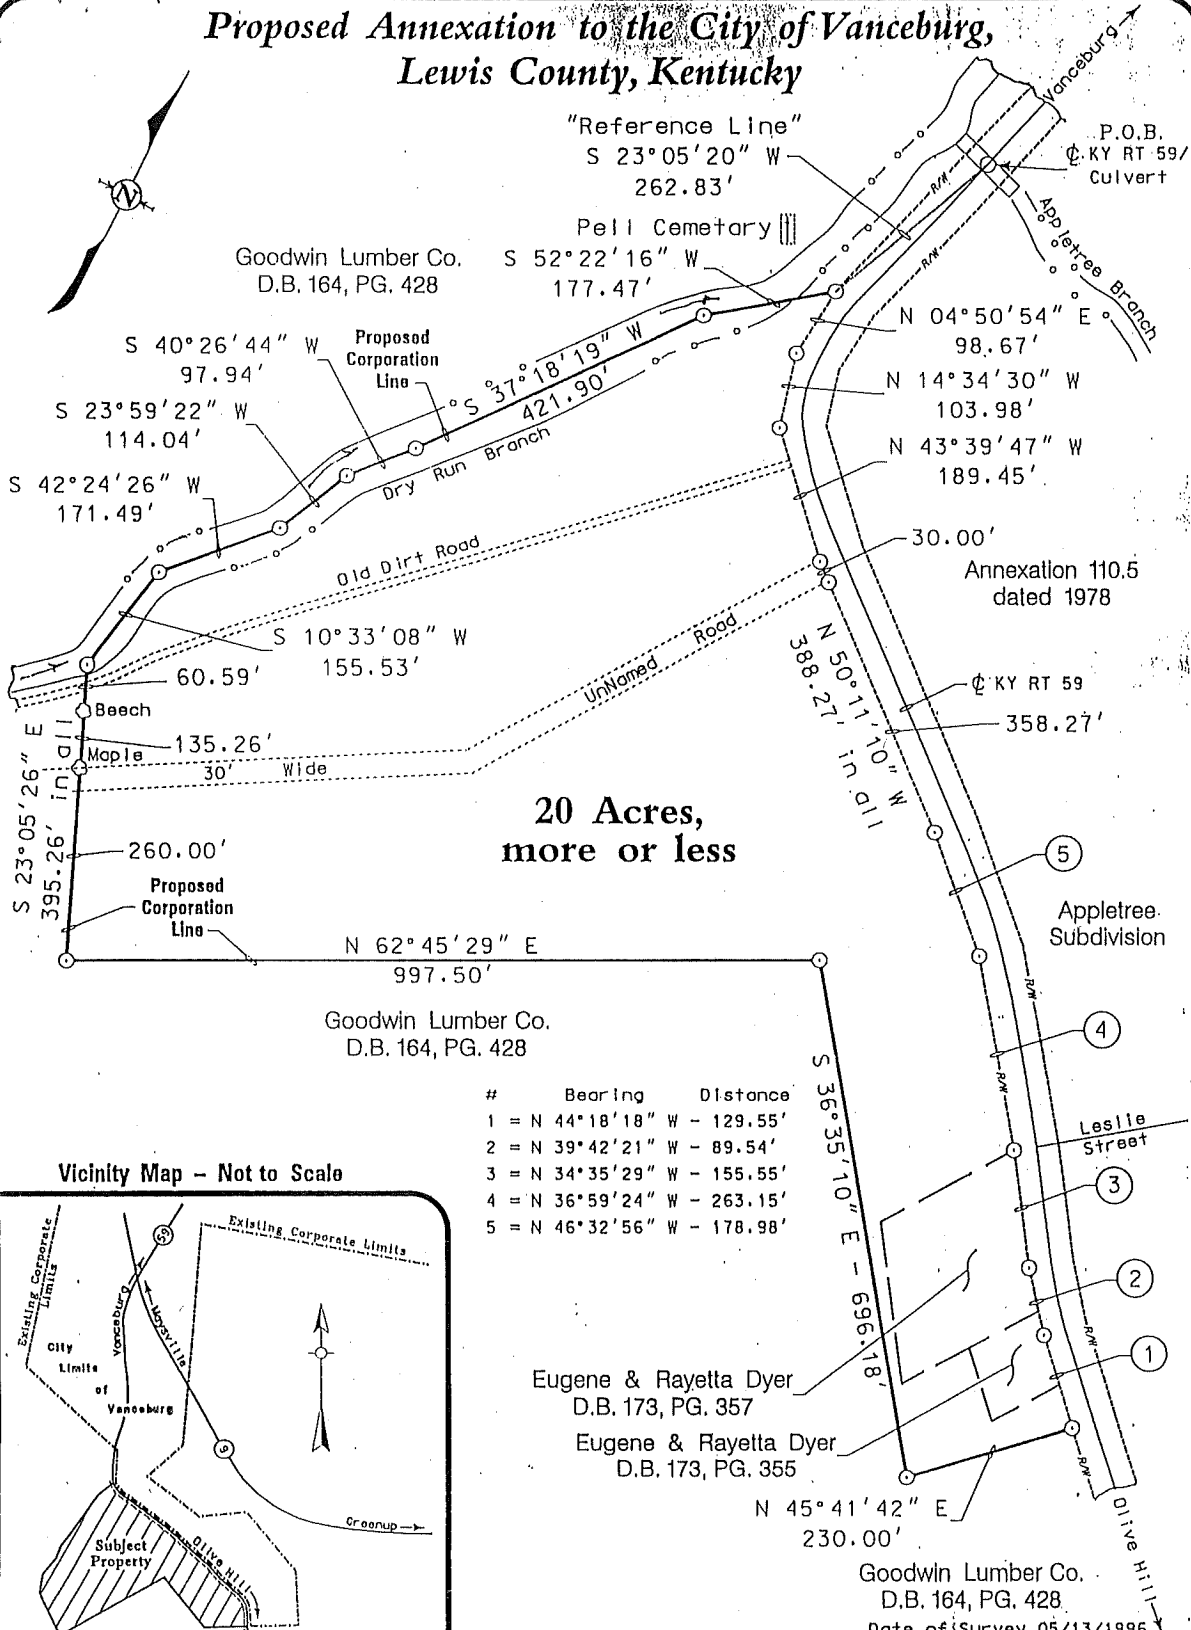 Proposed Annexation to the City of Vanceburg,
Lewis County, Kentucky
Vanceburg
"Reference Line"
S 23°05'20" W
262.83'
P.O.B.
℄ KY RT 59/
Culvert
R/W
Appletree Branch
R/W
Pell Cemetary
Goodwin Lumber Co.
D.B. 164, PG. 428
S 52°22'16" W
177.47'
N 04°50'54" E
98.67'
S 40°26'44" W
97.94'
Proposed
Corporation
Line
S 37°18'19" W
421.90'
N 14°34'30" W
103.98'
S 23°59'22" W
114.04'
Dry Run Branch
N 43°39'47" W
189.45'
S 42°24'26" W
171.49'
30.00'
Old Dirt Road
Annexation 110.5
dated 1978
S 10°33'08" W
155.53'
UnNamed Road
N 50°11'10" W
388.27' in all
60.59'
℄ KY RT 59
358.27'
Beech
135.26'
Maple
30' Wide
S 23°05'26" E
395.26' in all
20 Acres,
more or less
260.00'
5
Proposed
Corporation
Line
Appletree
Subdivision
N 62°45'29" E
997.50'
R/W
Goodwin Lumber Co.
D.B. 164, PG. 428
4
R/W
S 36°35'10" E - 696.18'
# Bearing Distance
1 = N 44°18'18" W - 129.55'
2 = N 39°42'21" W - 89.54'
3 = N 34°35'29" W - 155.55'
4 = N 36°59'24" W - 263.15'
5 = N 46°32'56" W - 178.98'
Leslie
Street
3
2
R/W
1
Eugene & Rayetta Dyer
D.B. 173, PG. 357
Eugene & Rayetta Dyer
D.B. 173, PG. 355
R/W
N 45°41'42" E
230.00'
Olive Hill
Goodwin Lumber Co.
D.B. 164, PG. 428
Date of Survey 05/13/1996
Vicinity Map - Not to Scale
Existing Corporate
Limits
59
Existing Corporate Limits
Vanceburg
Maysville
City
Limits
of
Vanceburg
9
Greenup
Subject
Property
Olive Hill
N